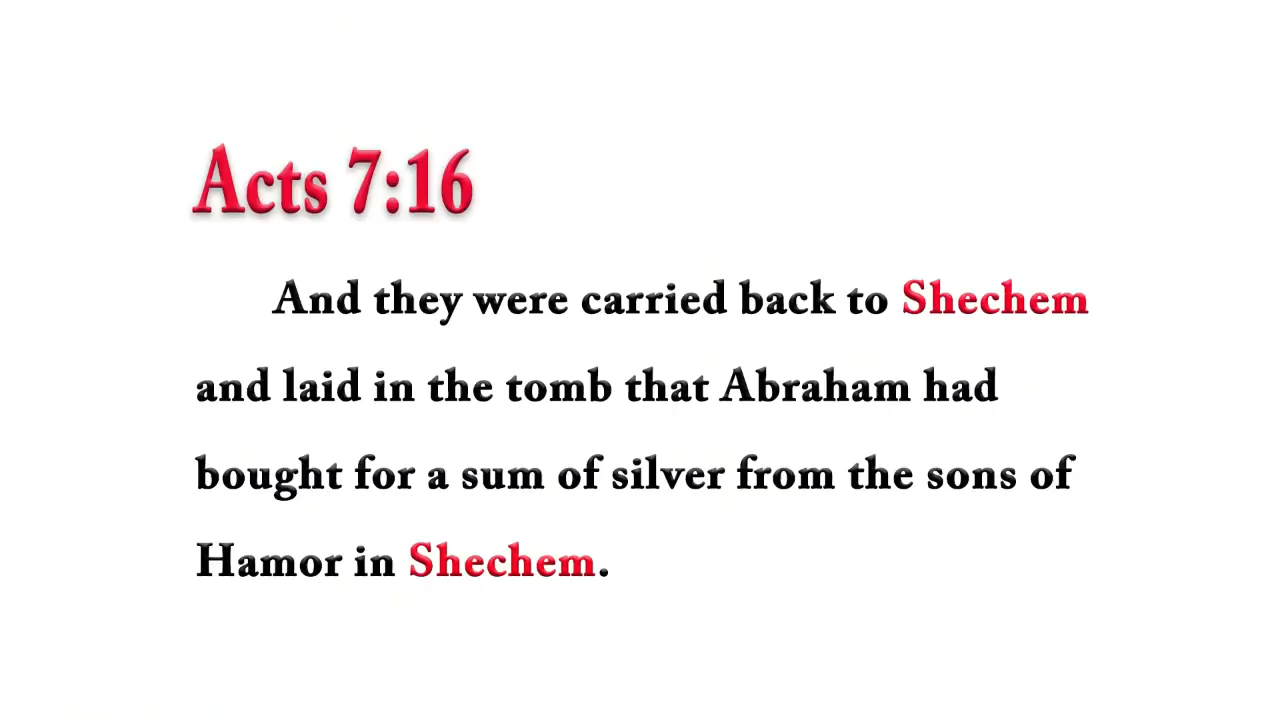 Acts 7:16
And they were carried back to Shechem
and laid in the tomb that Abraham had
bought for a sum of silver from the sons of
Hamor in Shechem.